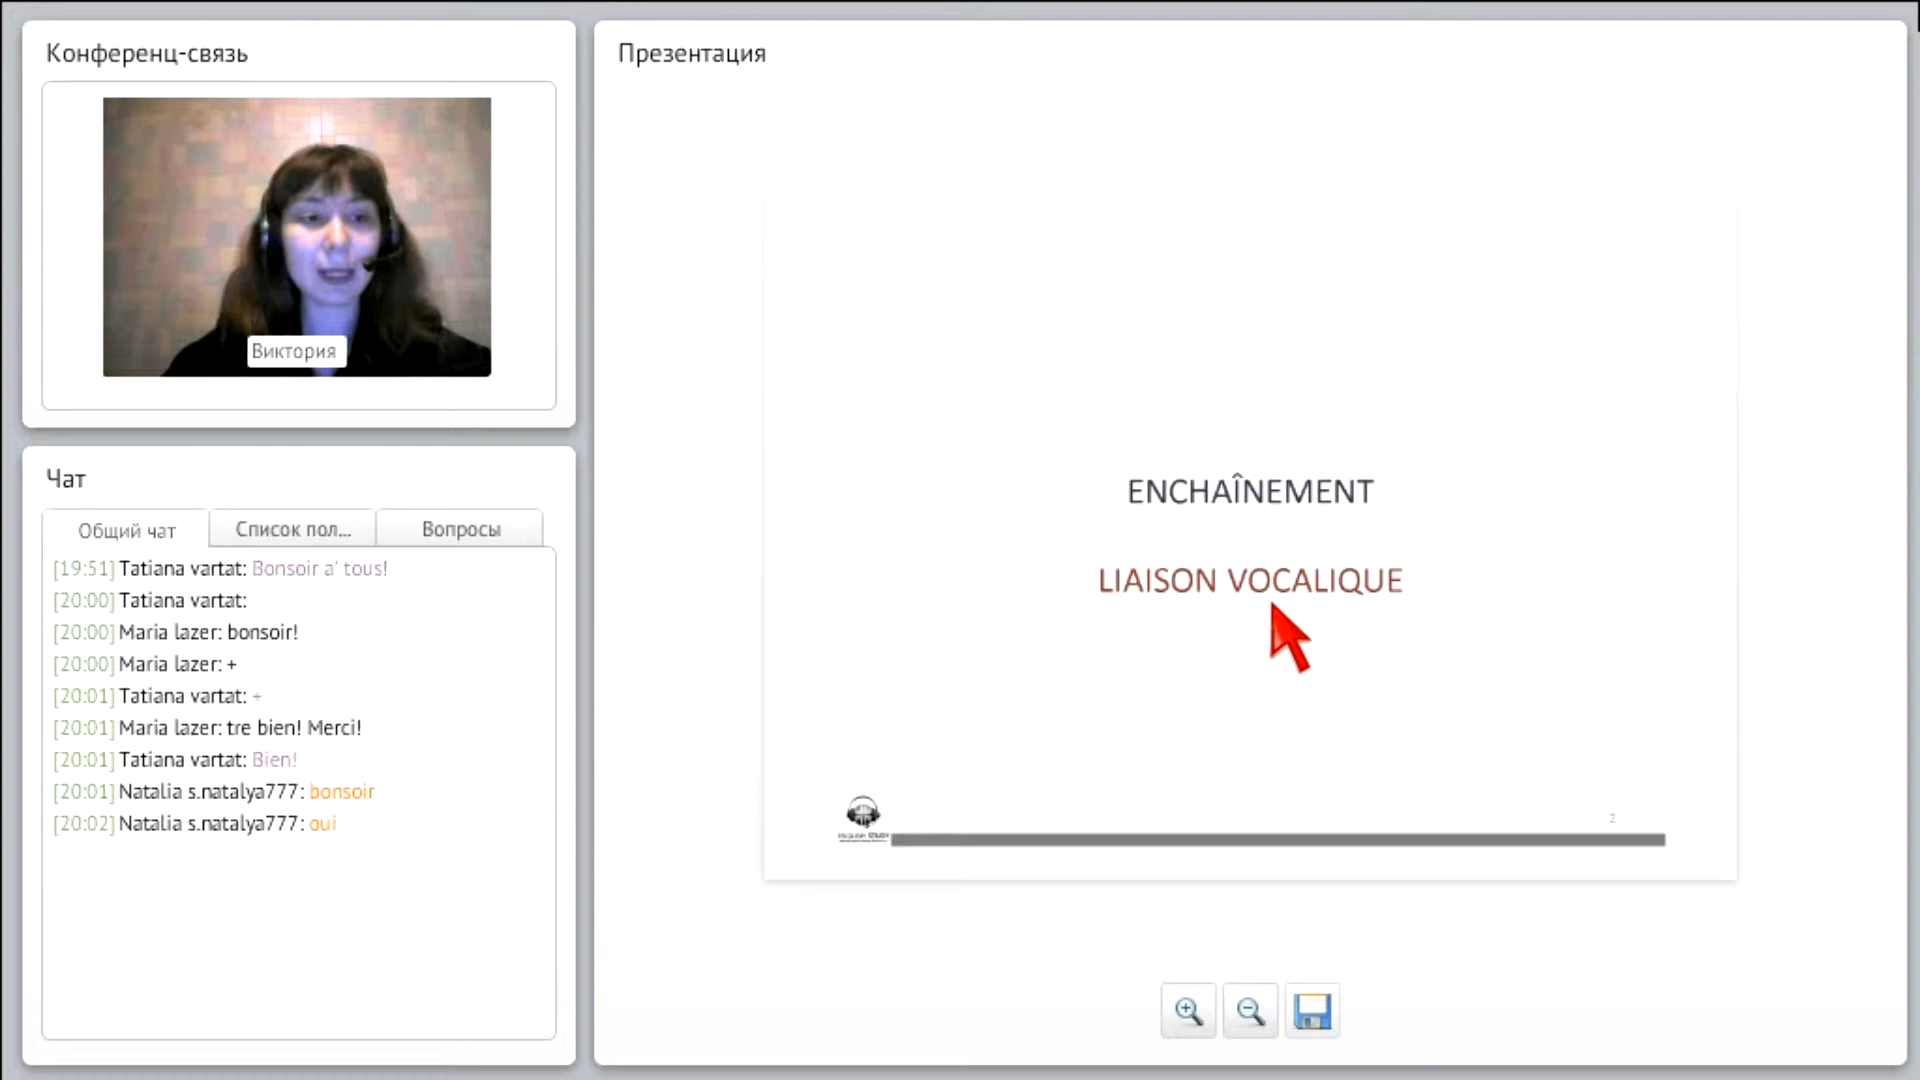 Конференц-связь
Виктория
Чат
Общий чат
Список пол...
Вопросы
[19:51] Tatiana vartat: Bonsoir a' tous!
[20:00] Tatiana vartat:
[20:00] Maria lazer: bonsoir!
[20:00] Maria lazer: +
[20:01] Tatiana vartat: +
[20:01] Maria lazer: tre bien! Merci!
[20:01] Tatiana vartat: Bien!
[20:01] Natalia s.natalya777: bonsoir
[20:02] Natalia s.natalya777: oui
Презентация
ENCHAÎNEMENT
LIAISON VOCALIQUE
ENGLISH STUDY
2